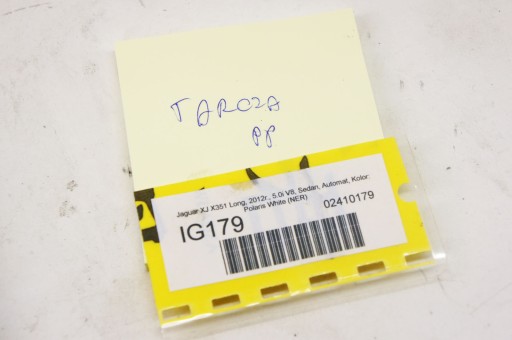 TARCZA
PP
Jaguar XJ X351 Long, 2012r., 5.0i V8, Sedan, Automat, Kolor:
Polaris White (NER)
IG179
02410179